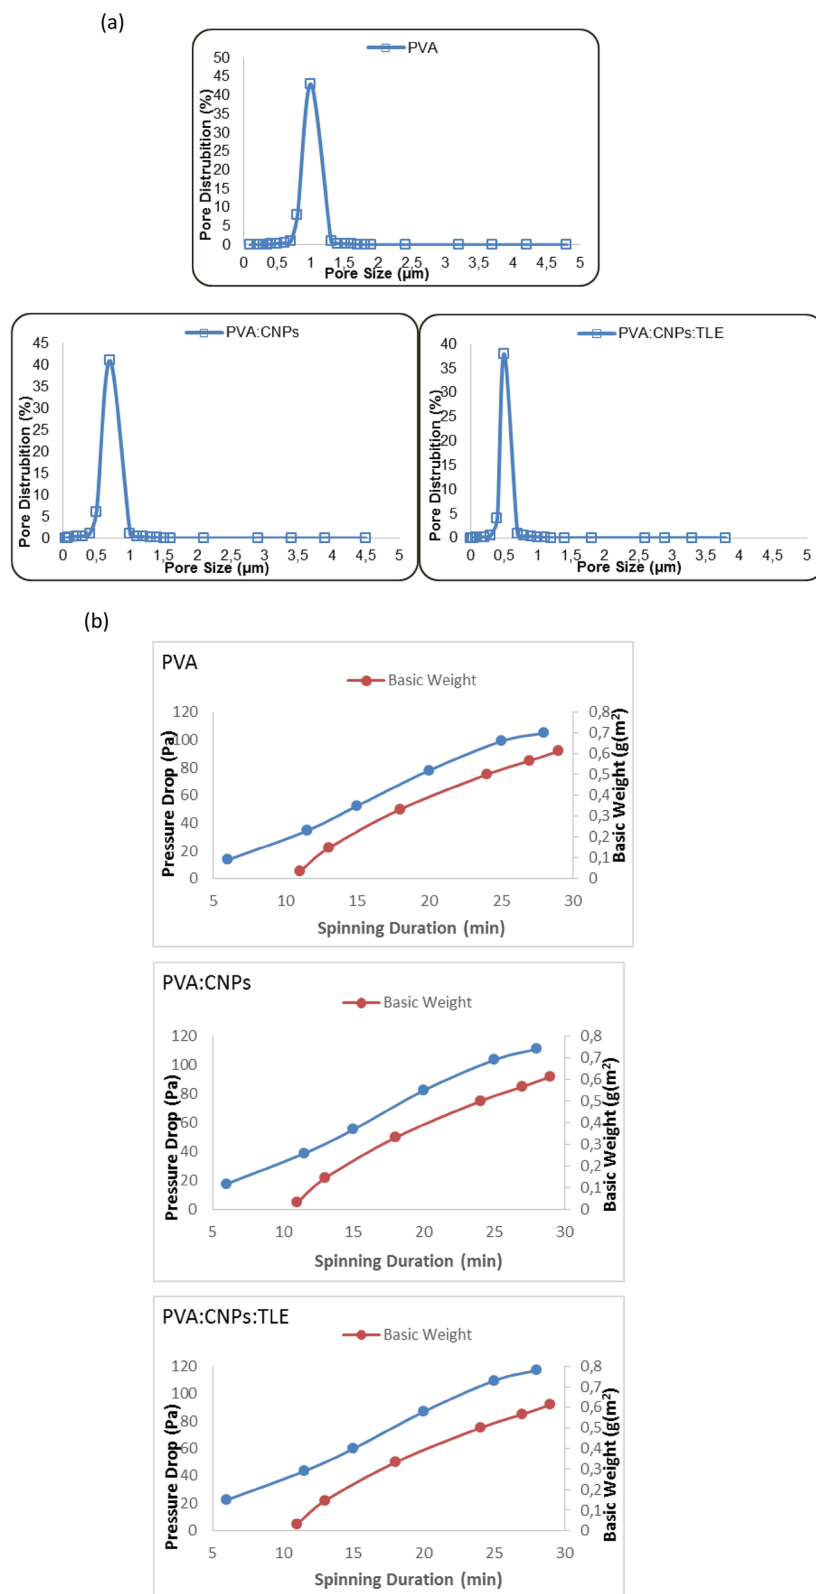 (a)
PVA
Pore Distrubition (%)
50
45
40
35
30
25
20
15
10
5
0
0 0,5 1 1,5 2 2,5 3 3,5 4 4,5 5
Pore Size (µm)
PVA:CNPs
Pore Distrubition (%)
45
40
35
30
25
20
15
10
5
0
0 0,5 1 1,5 2 2,5 3 3,5 4 4,5 5
Pore Size (µm)
PVA:CNPs:TLE
Pore Distrubition (%)
40
35
30
25
20
15
10
5
0
0 0,5 1 1,5 2 2,5 3 3,5 4 4,5 5
Pore Size (µm)
(b)
PVA
Basic Weight
Pressure Drop (Pa)
120
100
80
60
40
20
0
0,8
0,7
0,6
0,5
0,4
0,3
0,2
0,1
0
Basic Weight (g(m²)
5 10 15 20 25 30
Spinning Duration (min)
PVA:CNPs
Basic Weight
Pressure Drop (Pa)
120
100
80
60
40
20
0
0,8
0,7
0,6
0,5
0,4
0,3
0,2
0,1
0
Basic Weight (g(m²)
5 10 15 20 25 30
Spinning Duration (min)
PVA:CNPs:TLE
Basic Weight
Pressure Drop (Pa)
120
100
80
60
40
20
0
0,8
0,7
0,6
0,5
0,4
0,3
0,2
0,1
0
Basic Weight (g(m²)
5 10 15 20 25 30
Spinning Duration (min)